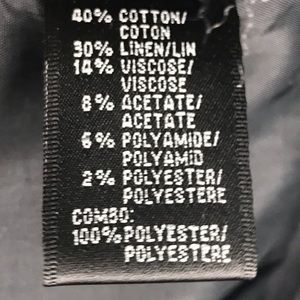 40% COTTON/
COTON
30% LINEN/LIN
14% VISCOSE/
VISCOSE
8% ACETATE/
ACETATE
6% POLYAMIDE/
POLYAMID
2% POLYESTER/
POLYESTERE
COMBO:
100% POLYESTER/
POLYESTERE